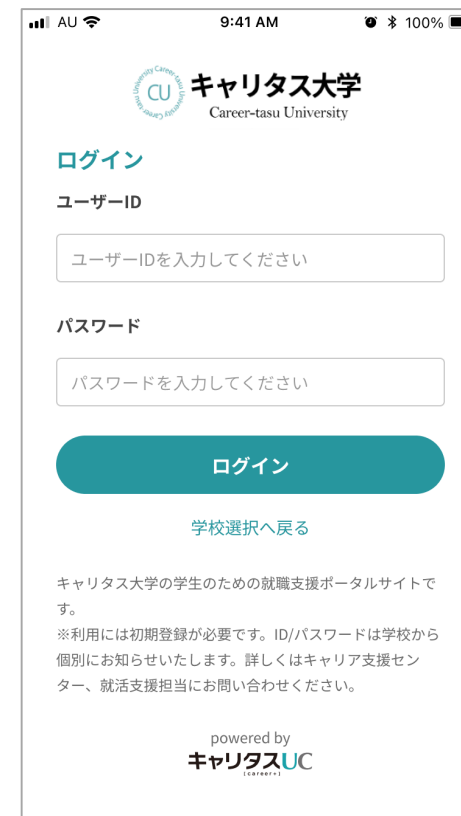 AU 9:41 AM 100%
CU キャリタス大学
Career-tasu University
ログイン
ユーザーID
ユーザーIDを入力してください
パスワード
パスワードを入力してください
ログイン
学校選択へ戻る
キャリタス大学の学生のための就職支援ポータルサイトで
す。
※利用には初期登録が必要です。ID/パスワードは学校から
個別にお知らせいたします。詳しくはキャリア支援セン
ター、就活支援担当にお問い合わせください。
powered by
キャリタスUC
[career+]